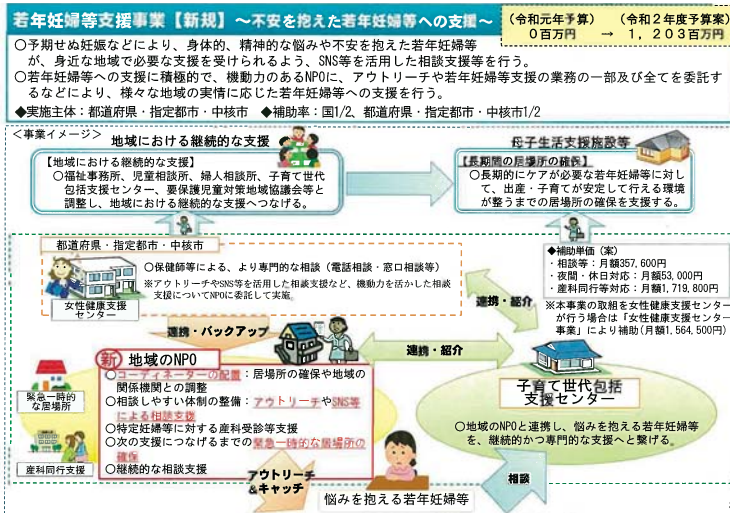 若年妊婦等支援事業【新規】 ～不安を抱えた若年妊婦等への支援～
(令和元年予算) (令和２年度予算案)
０百万円 → １，２０３百万円
○予期せぬ妊娠などにより、身体的、精神的な悩みや不安を抱えた若年妊婦等
が、身近な地域で必要な支援を受けられるよう、SNS等を活用した相談支援等を行う。
○若年妊婦等への支援に積極的で、機動力のあるNPOに、アウトリーチや若年妊婦等支援の業務の一部及び全てを委託す
るなどにより、様々な地域の実情に応じた若年妊婦等への支援を行う。
◆実施主体：都道府県・指定都市・中核市 ◆補助率：国1/2、都道府県・指定都市・中核市1/2
＜事業イメージ＞
地域における継続的な支援
【地域における継続的な支援】
○福祉事務所、児童相談所、婦人相談所、子育て世代
包括支援センター、要保護児童対策地域協議会等と
調整し、地域における継続的な支援へつなげる。
母子生活支援施設等
【長期間の居場所の確保】
○長期的にケアが必要な若年妊婦等に対し
て、出産・子育てが安定して行える環境
が整うまでの居場所の確保を支援する。
都道府県・指定都市・中核市
○保健師等による、より専門的な相談（電話相談・窓口相談等）
※アウトリーチやSNS等を活用した相談支援など、機動力を活かした相談
支援についてNPOに委託して実施。
女性健康支援
センター
◆補助単価（案）
・相談等：月額357,600円
・夜間・休日対応：月額53,000円
・産科同行等対応：月額1,719,800円
※本事業の取組を女性健康支援センター
が行う場合は「女性健康支援センター
事業」により補助(月額1,564,500円)
連携・紹介
連携・バックアップ
連携・紹介
新 地域のNPO
○コーディネーターの配置：居場所の確保や地域の
関係機関との調整
○相談しやすい体制の整備：アウトリーチやSNS等
による相談支援
○特定妊婦等に対する産科受診等支援
○次の支援につなげるまでの緊急一時的な居場所の
確保
○継続的な相談支援
緊急一時的
な居場所
産科同行支援
子育て世代包括
支援センター
○地域のNPOと連携し、悩みを抱える若年妊婦等
を、継続的かつ専門的な支援へと繋げる。
アウトリーチ
&キャッチ
悩みを抱える若年妊婦等
相談